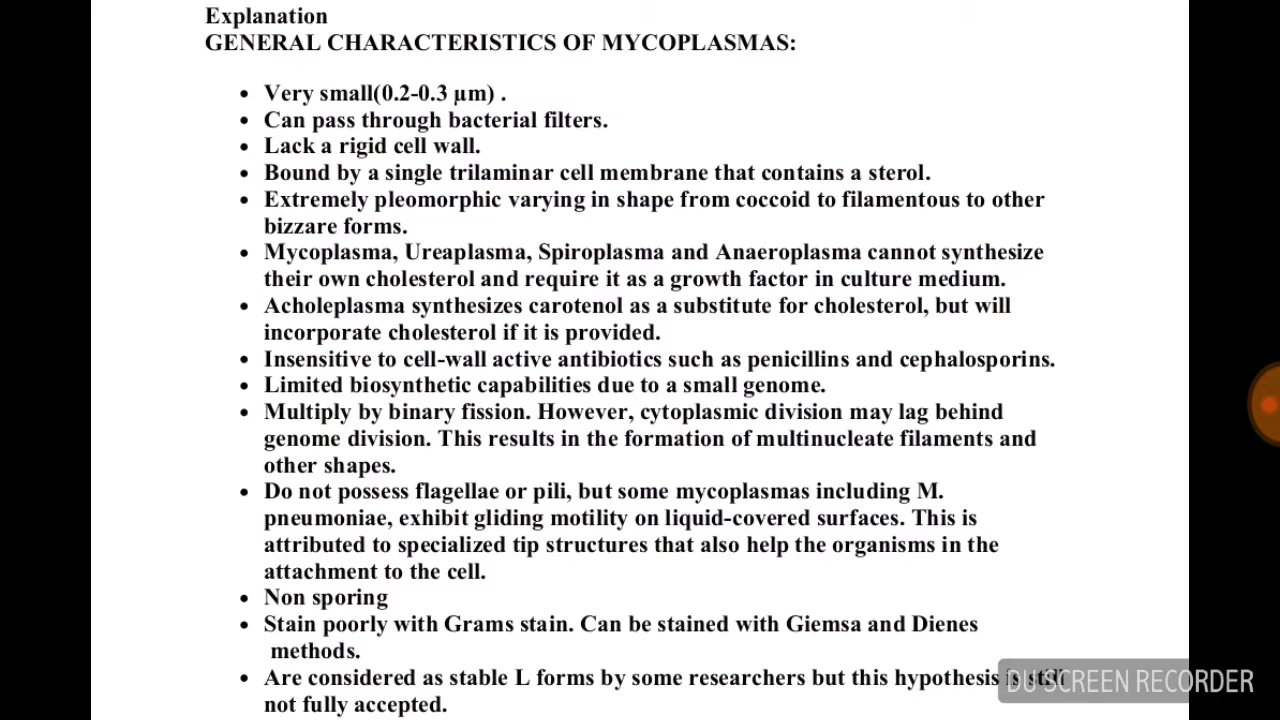 Explanation
GENERAL CHARACTERISTICS OF MYCOPLASMAS:
• Very small(0.2-0.3 µm) .
• Can pass through bacterial filters.
• Lack a rigid cell wall.
• Bound by a single trilaminar cell membrane that contains a sterol.
• Extremely pleomorphic varying in shape from coccoid to filamentous to other
bizzare forms.
• Mycoplasma, Ureaplasma, Spiroplasma and Anaeroplasma cannot synthesize
their own cholesterol and require it as a growth factor in culture medium.
• Acholeplasma synthesizes carotenol as a substitute for cholesterol, but will
incorporate cholesterol if it is provided.
• Insensitive to cell-wall active antibiotics such as penicillins and cephalosporins.
• Limited biosynthetic capabilities due to a small genome.
• Multiply by binary fission. However, cytoplasmic division may lag behind
genome division. This results in the formation of multinucleate filaments and
other shapes.
• Do not possess flagellae or pili, but some mycoplasmas including M.
pneumoniae, exhibit gliding motility on liquid-covered surfaces. This is
attributed to specialized tip structures that also help the organisms in the
attachment to the cell.
• Non sporing
• Stain poorly with Grams stain. Can be stained with Giemsa and Dienes
methods.
• Are considered as stable L forms by some researchers but this hypothesis is still
not fully accepted.
DU SCREEN RECORDER